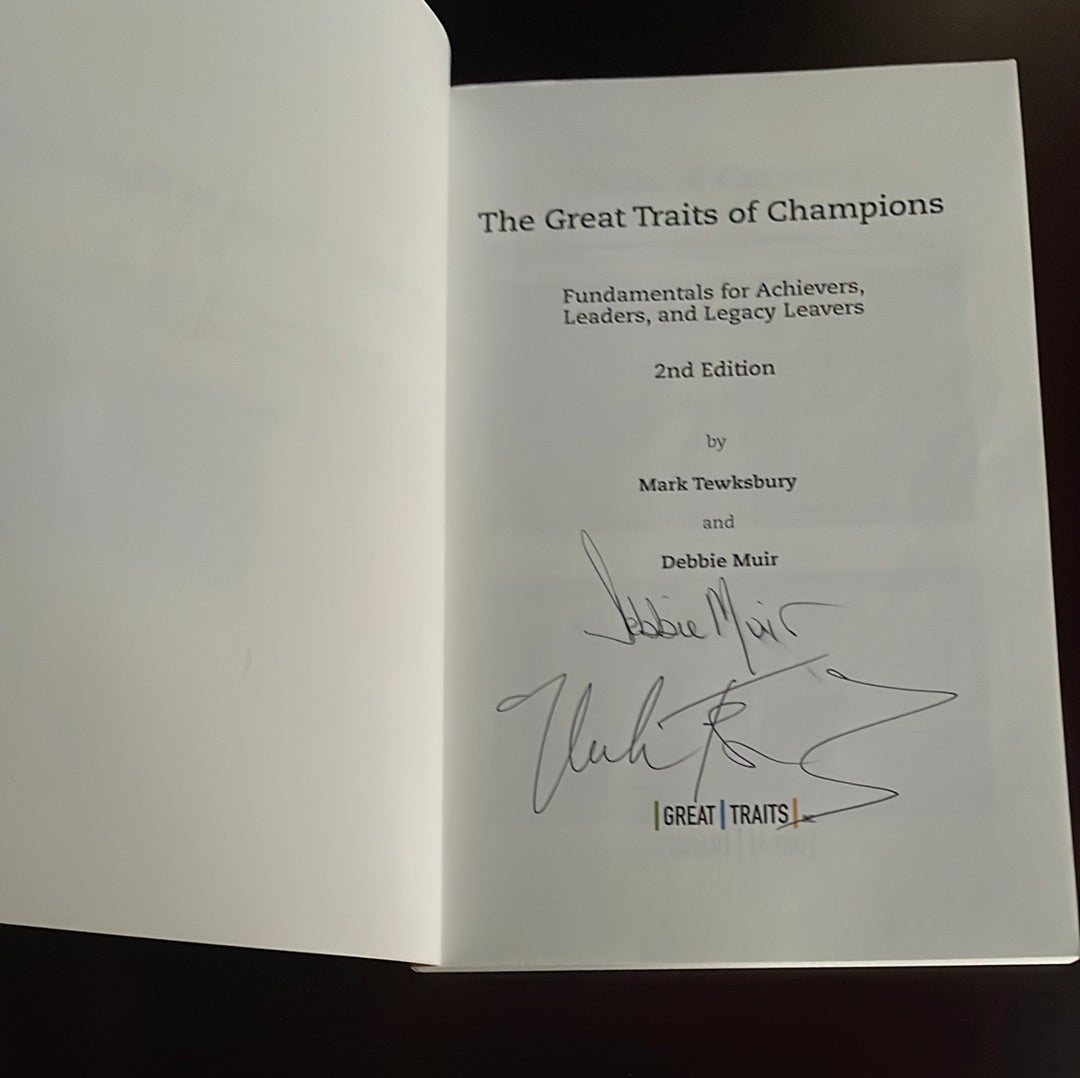 The Great Traits of Champions
Fundamentals for Achievers,
Leaders, and Legacy Leavers
2nd Edition
by
Mark Tewksbury
and
Debbie Muir
Debbie Muir
GREAT TRAITS INC.